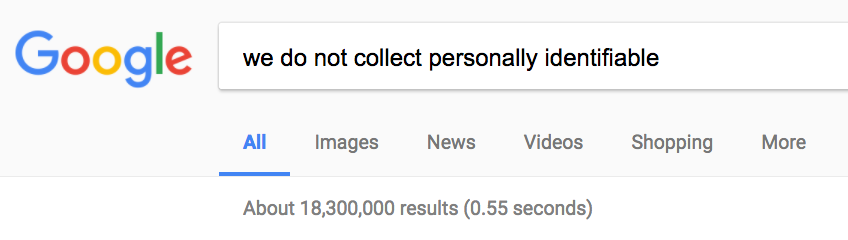 Google we do not collect personally identifiable
All Images News Videos Shopping More
About 18,300,000 results (0.55 seconds)